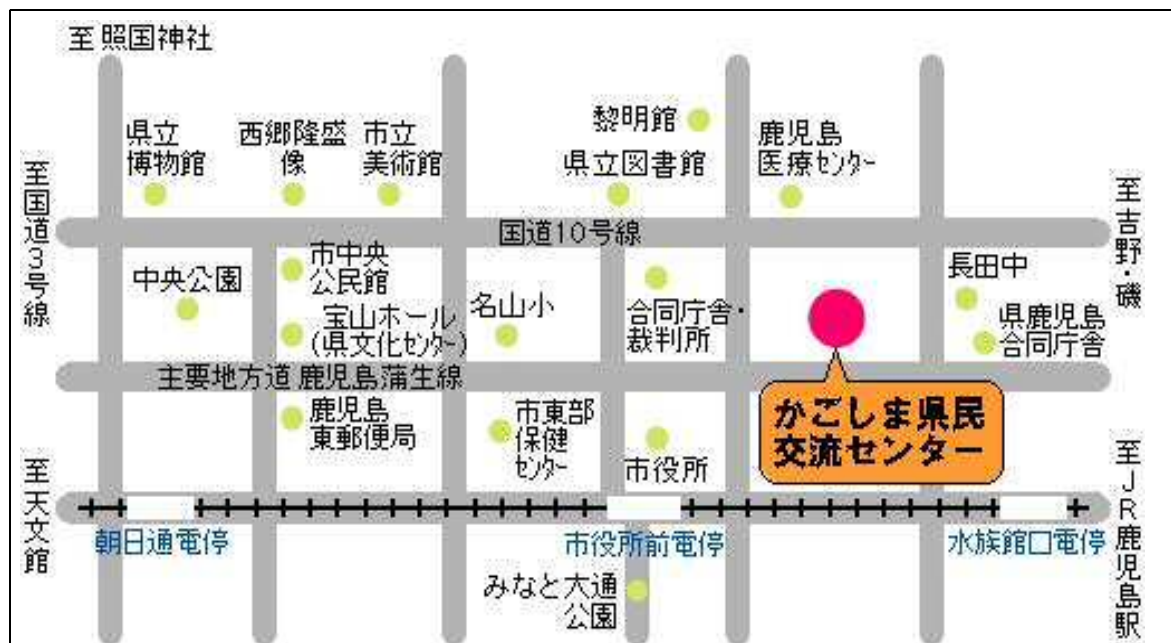 至 照国神社
県立
博物館
西郷隆盛
像
市立
美術館
黎明館
県立図書館
鹿児島
医療センター
至国道3号線
国道10号線
至吉野・磯
中央公園
市中央
公民館
宝山ホール
(県文化センター)
名山小
合同庁舎・
裁判所
長田中
県鹿児島
合同庁舎
主要地方道 鹿児島蒲生線
かごしま県民
交流センター
鹿児島
東郵便局
市東部
保健
センター
市役所
至天文館
至JR鹿児島駅
朝日通電停
市役所前電停
水族館口電停
みなと大通
公園